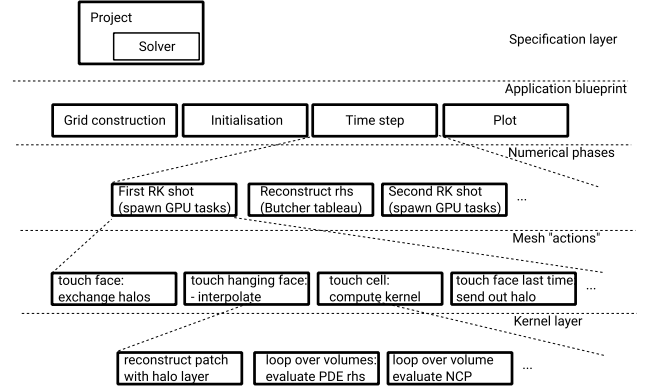 Project
Solver
Specification layer
Application blueprint
Grid construction
Initialisation
Time step
Plot
Numerical phases
First RK shot
(spawn GPU tasks)
Reconstruct rhs
(Butcher tableau)
Second RK shot
(spawn GPU tasks)
...
Mesh "actions"
touch face:
exchange halos
touch hanging face:
- interpolate
touch cell:
compute kernel
touch face last time:
send out halo
...
Kernel layer
reconstruct patch
with halo layer
loop over volumes:
evaluate PDE rhs
loop over volume
evaluate NCP
...